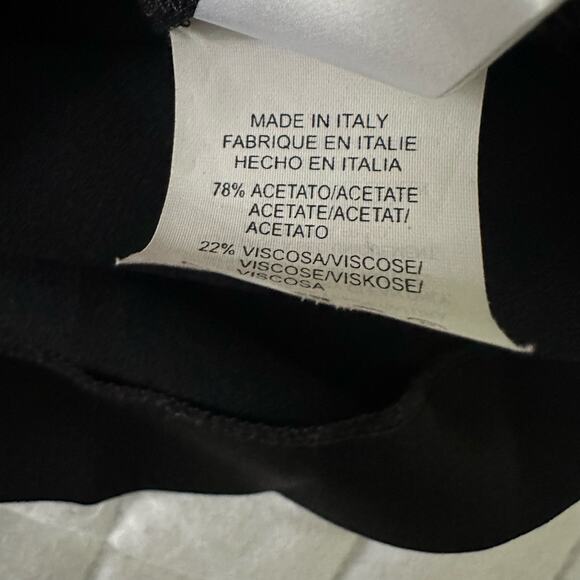 MADE IN ITALY
FABRIQUE EN ITALIE
HECHO EN ITALIA
78% ACETATO/ACETATE
ACETATE/ACETAT/
ACETATO
22% VISCOSA/VISCOSE/
VISCOSE/VISKOSE/
VISCOSA